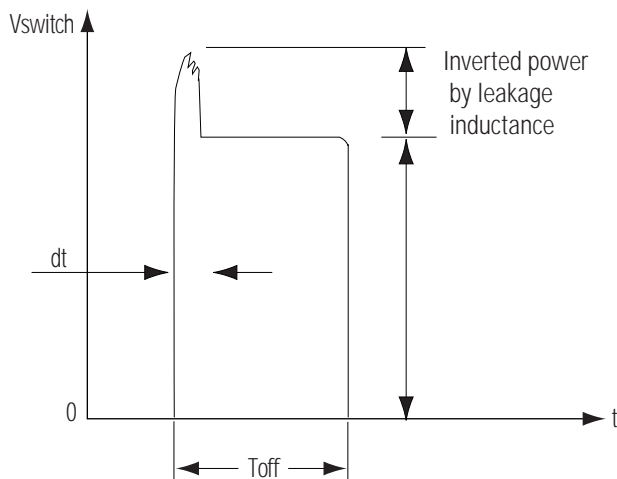 Vswitch
Inverted power
by leakage
inductance
dt
0
t
Toff